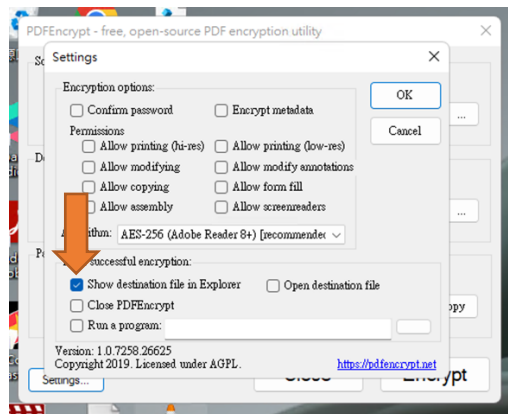 PDFEncrypt - free, open-source PDF encryption utility
Settings
Encryption options:
Confirm password
Encrypt metadata
OK
Permissions
Cancel
Allow printing (hi-res)
Allow printing (low-res)
Allow modifying
Allow modify annotations
Allow copying
Allow form fill
Allow assembly
Allow screenreaders
AES-256 (Adobe Reader 8+) [recommended
successful encryption:
Show destination file in Explorer
Open destination file
Close PDFEncrypt
Run a program:
Version: 1.0.7258.26625
Copyright 2019. Licensed under AGPL.
https://pdfencrypt.net
Settings...
Close
Encrypt